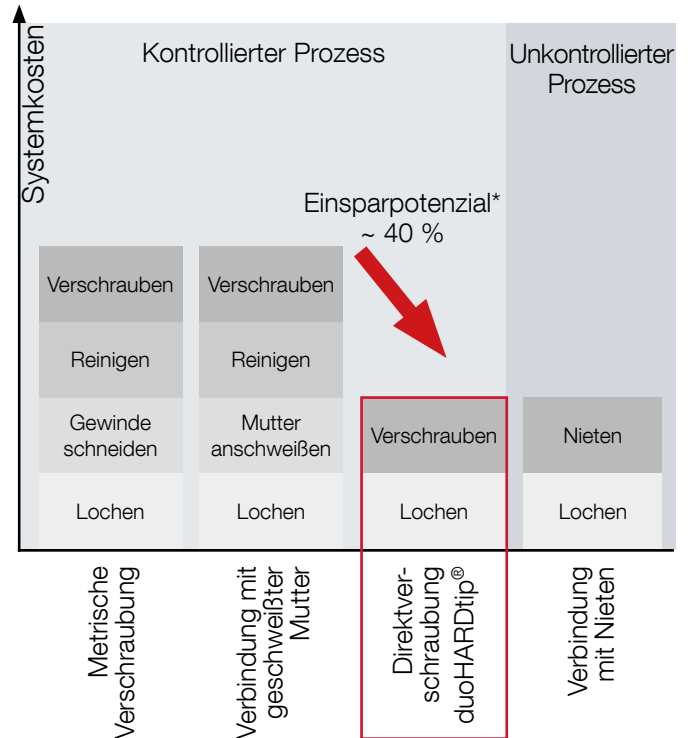 Systemkosten
Kontrollierter Prozess
Unkontrollierter
Prozess
Einsparpotenzial*
~ 40 %
Verschrauben
Reinigen
Gewinde
schneiden
Lochen
Verschrauben
Reinigen
Mutter
anschweißen
Lochen
Verschrauben
Lochen
Nieten
Lochen
Metrische
Verschraubung
Verbindung mit
geschweißter
Mutter
Direktver-
schraubung
duoHARDtip®
Verbindung
mit Nieten